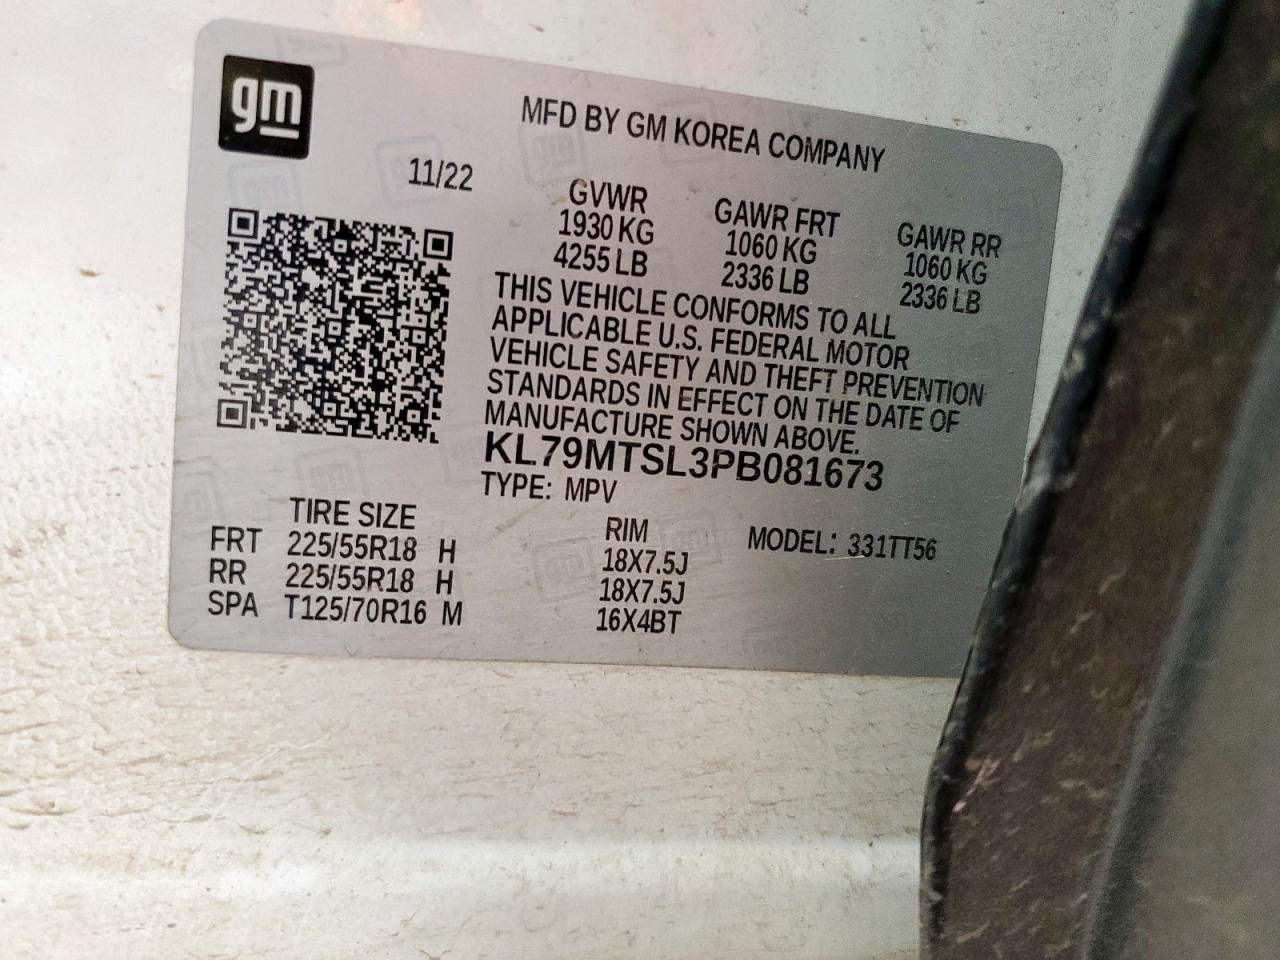 gm
MFD BY GM KOREA COMPANY
11/22
GVWR GAWR FRT GAWR RR
1930 KG 1060 KG 1060 KG
4255 LB 2336 LB 2336 LB
THIS VEHICLE CONFORMS TO ALL
APPLICABLE U.S. FEDERAL MOTOR
VEHICLE SAFETY AND THEFT PREVENTION
STANDARDS IN EFFECT ON THE DATE OF
MANUFACTURE SHOWN ABOVE.
KL79MTSL3PB081673
TYPE: MPV
TIRE SIZE RIM MODEL: 331TT56
FRT 225/55R18 H 18X7.5J
RR 225/55R18 H 18X7.5J
SPA T125/70R16 M 16X4BT